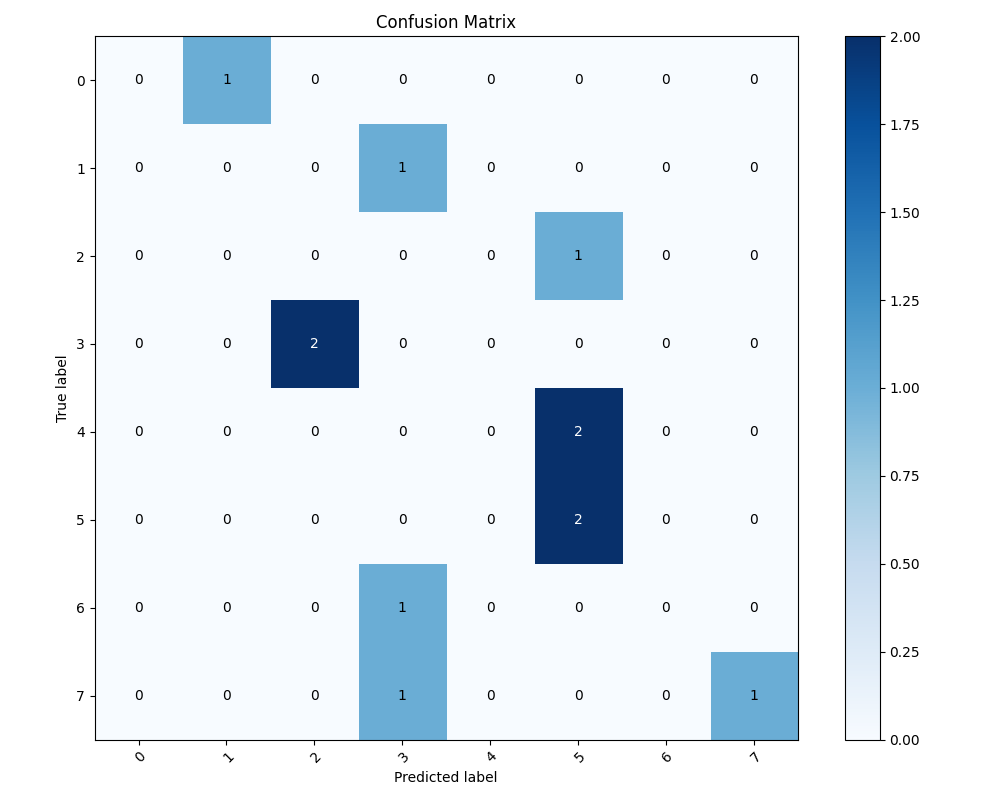 Confusion Matrix
True label
0 0 1 0 0 0 0 0 0
1 0 0 0 1 0 0 0 0
2 0 0 0 0 0 1 0 0
3 0 0 2 0 0 0 0 0
4 0 0 0 0 0 2 0 0
5 0 0 0 0 0 2 0 0
6 0 0 0 1 0 0 0 0
7 0 0 0 1 0 0 0 1
0 1 2 3 4 5 6 7
Predicted label
2.00
1.75
1.50
1.25
1.00
0.75
0.50
0.25
0.00